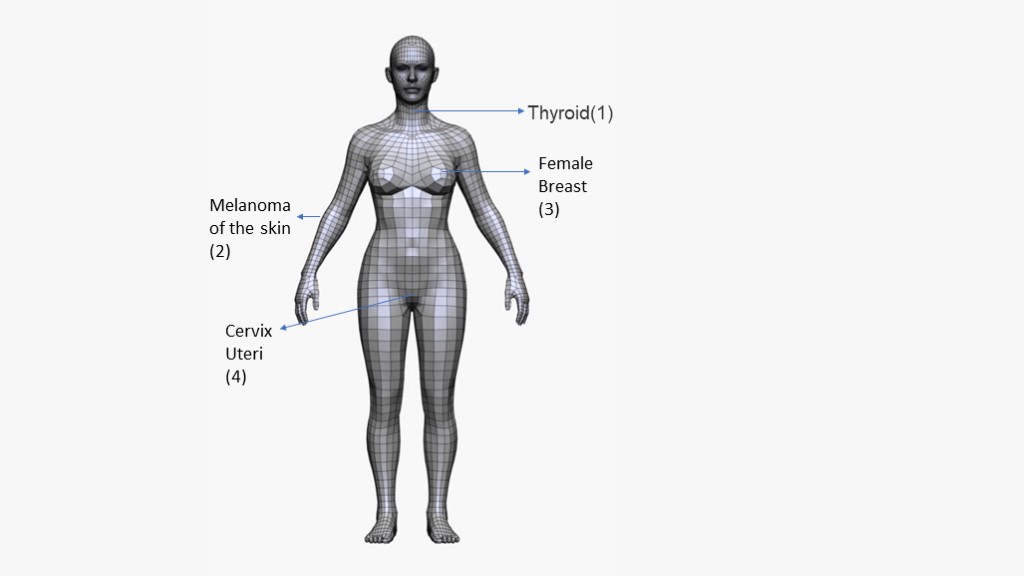 Thyroid(1)
Female
Breast
(3)
Melanoma
of the skin
(2)
Cervix
Uteri
(4)